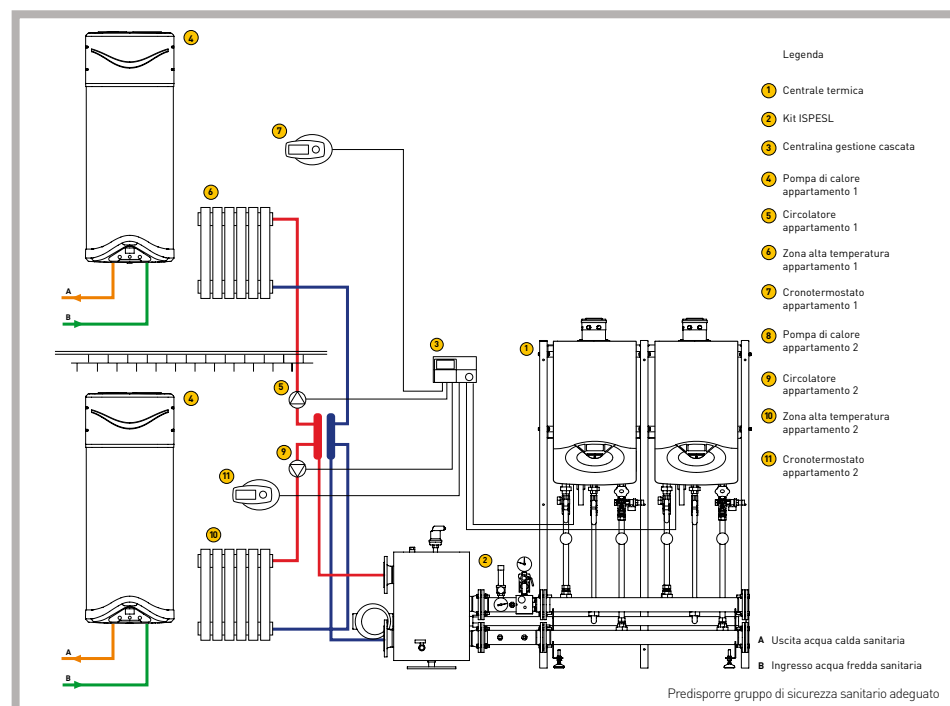 4
7
6
A
B
3
1
5
4
9
11
10
2
A
B
Legenda
1 Centrale termica
2 Kit ISPESL
3 Centralina gestione cascata
4 Pompa di calore
appartamento 1
5 Circolatore
appartamento 1
6 Zona alta temperatura
appartamento 1
7 Cronotermostato
appartamento 1
8 Pompa di calore
appartamento 2
9 Circolatore
appartamento 2
10 Zona alta temperatura
appartamento 2
11 Cronotermostato
appartamento 2
A Uscita acqua calda sanitaria
B Ingresso acqua fredda sanitaria
Predisporre gruppo di sicurezza sanitario adeguato